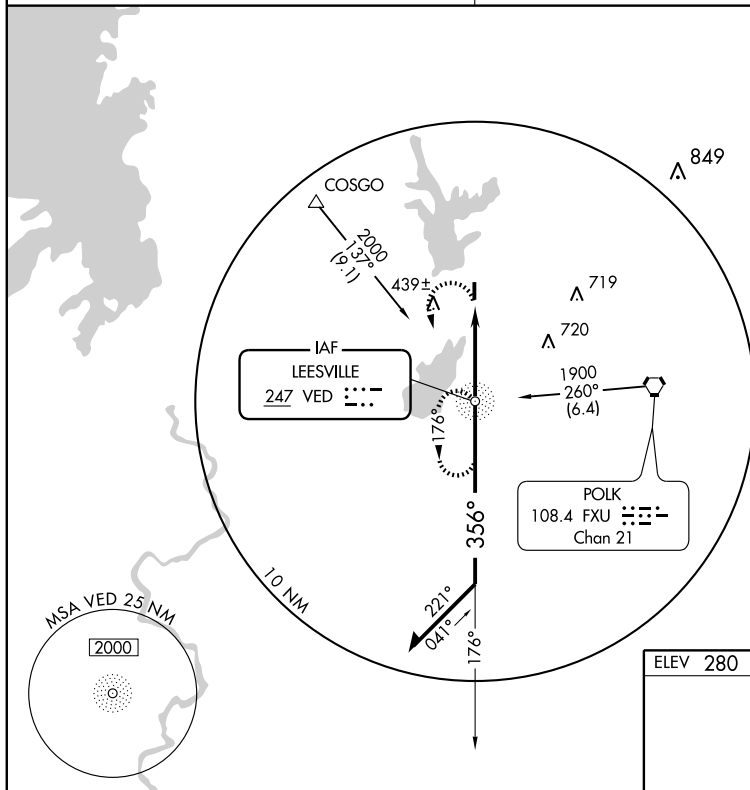 849
COSGO
2000
137°
(9.1)
439±
719
720
IAF
LEESVILLE
247 VED
1900
260°
(6.4)
176°
POLK
108.4 FXU
Chan 21
356°
10 NM
221°
041°
176°
MSA VED 25 NM
2000
ELEV 280